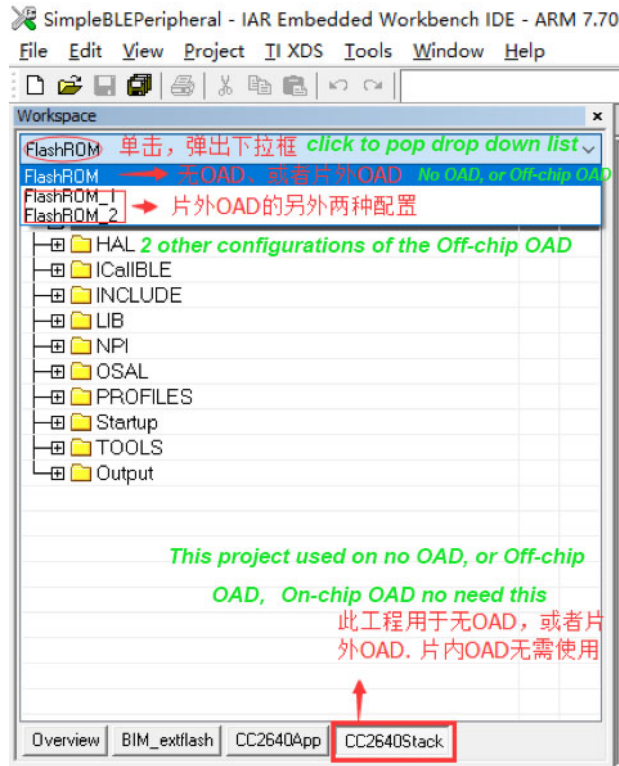 SimpleBLEPeripheral - IAR Embedded Workbench IDE - ARM 7.70
File Edit View Project TI XDS Tools Window Help
Workspace
FlashROM 单击，弹出下拉框 click to pop drop down list
FlashROM 无OAD、或者片外OAD No OAD, or Off-chip OAD
FlashROM_1
FlashROM_2 片外OAD的另外两种配置
HAL 2 other configurations of the Off-chip OAD
ICallBLE
INCLUDE
LIB
NPI
OSAL
PROFILES
Startup
TOOLS
Output
This project used on no OAD, or Off-chip
OAD, On-chip OAD no need this
此工程用于无OAD，或者片
外OAD. 片内OAD无需使用
Overview BIM_extflash CC2640App CC2640Stack